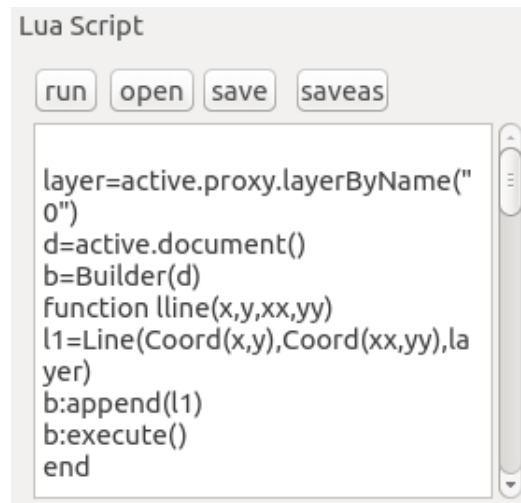 Lua Script
run open save saveas
layer=active.proxy.layerByName("
0")
d=active.document()
b=Builder(d)
function lline(x,y,xx,yy)
l1=Line(Coord(x,y),Coord(xx,yy),la
yer)
b:append(l1)
b:execute()
end